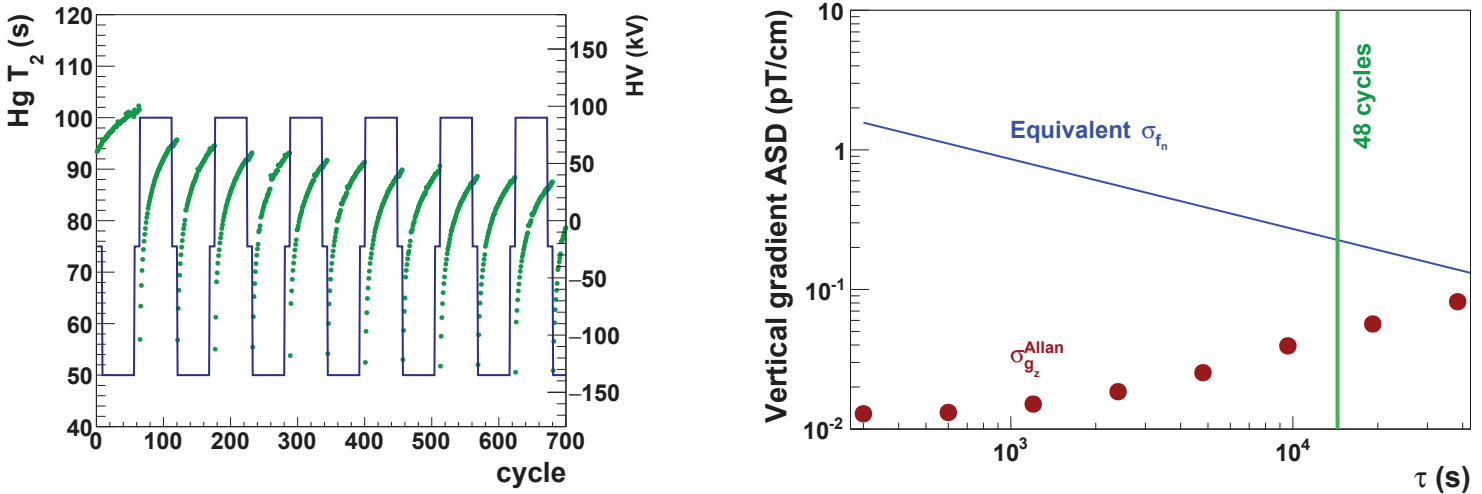 Hg T2 (s)
120
110
100
90
80
70
60
50
40
0 100 200 300 400 500 600 700
cycle
HV (kV)
150
100
50
0
−50
−100
−150
Vertical gradient ASD (pT/cm)
10
1
10−1
10−2
Equivalent σfn
48 cycles
σgzAllan
103 104
τ (s)